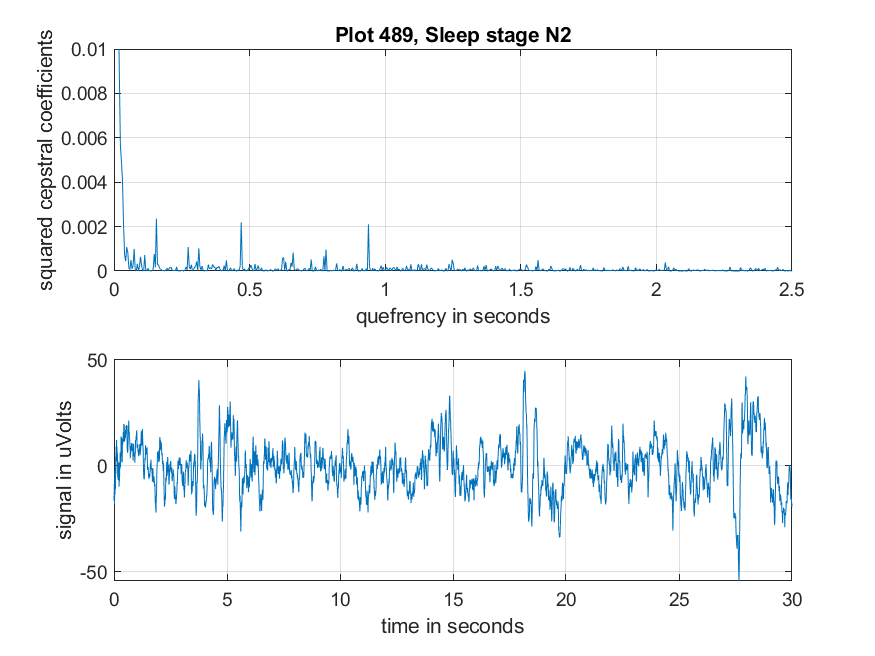 Plot 489, Sleep stage N2
squared cepstral coefficients
0.01
0.008
0.006
0.004
0.002
0
0 0.5 1 1.5 2 2.5
quefrency in seconds
signal in uVolts
50
0
-50
0 5 10 15 20 25 30
time in seconds